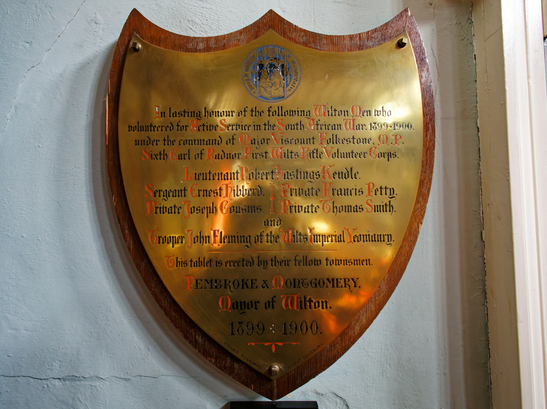 In lasting honour of the following Wilton Men who
volunteered for Active Service in the South African War. 1899-1900.
under the command of Major Viscount Folkestone, M.P.
Sixth Earl of Radnor First Wilts Rifle Volunteer Corps.
Lieutenant Robert Hastings Kendle.
Sergeant Ernest Hibberd. Private Francis Petty.
Private Joseph Cousins. Private Thomas Smith.
and
Trooper John Fleming of the Wilts Imperial Yeomanry.
This tablet is erected by their fellow townsmen.
PEMBROKE & MONTGOMERY,
Mayor of Wilton.
1899 1900.